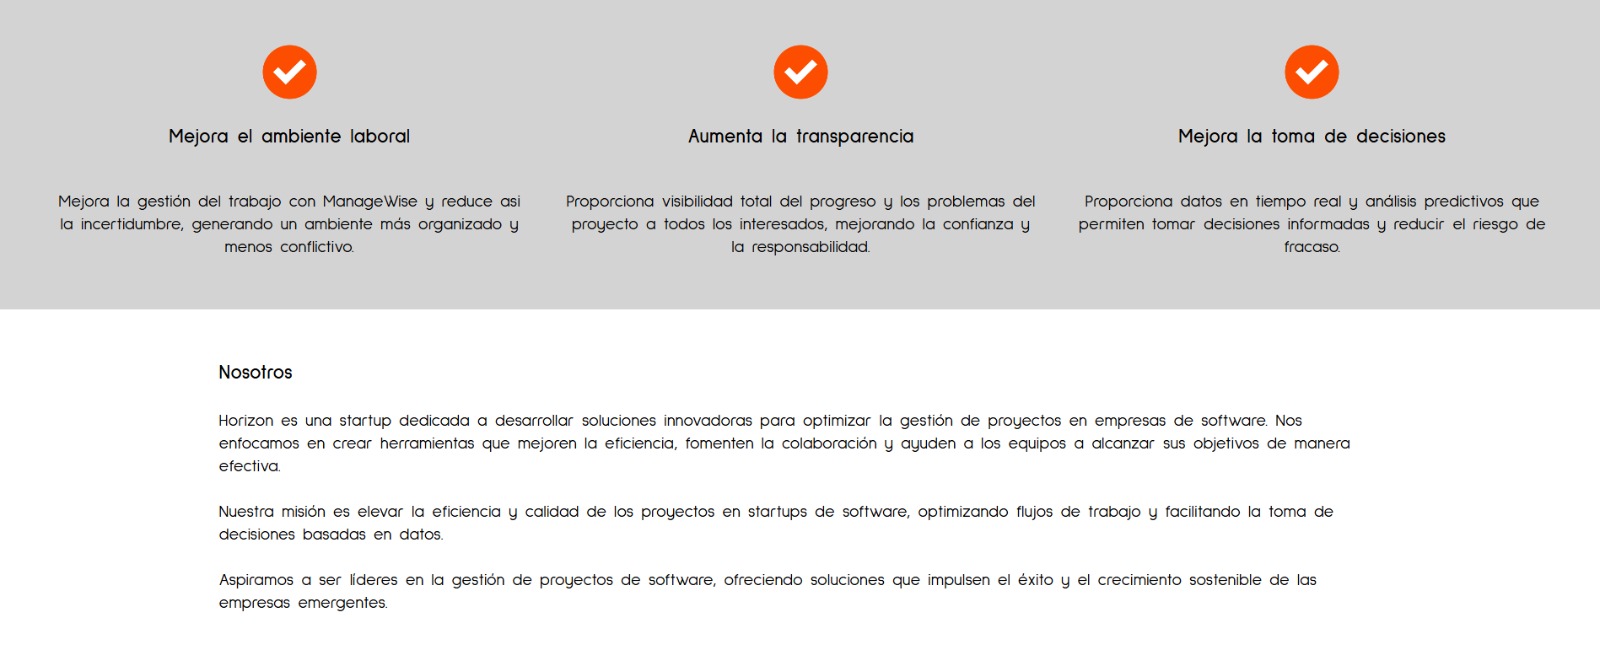 Mejora el ambiente laboral
Mejora la gestión del trabajo con ManageWise y reduce asi
la incertidumbre, generando un ambiente más organizado y
menos conflictivo.
Aumenta la transparencia
Proporciona visibilidad total del progreso y los problemas del
proyecto a todos los interesados, mejorando la confianza y
la responsabilidad.
Mejora la toma de decisiones
Proporciona datos en tiempo real y análisis predictivos que
permiten tomar decisiones informadas y reducir el riesgo de
fracaso.
Nosotros
Horizon es una startup dedicada a desarrollar soluciones innovadoras para optimizar la gestión de proyectos en empresas de software. Nos
enfocamos en crear herramientas que mejoren la eficiencia, fomenten la colaboración y ayuden a los equipos a alcanzar sus objetivos de manera
efectiva.
Nuestra misión es elevar la eficiencia y calidad de los proyectos en startups de software, optimizando flujos de trabajo y facilitando la toma de
decisiones basadas en datos.
Aspiramos a ser líderes en la gestión de proyectos de software, ofreciendo soluciones que impulsen el éxito y el crecimiento sostenible de las
empresas emergentes.